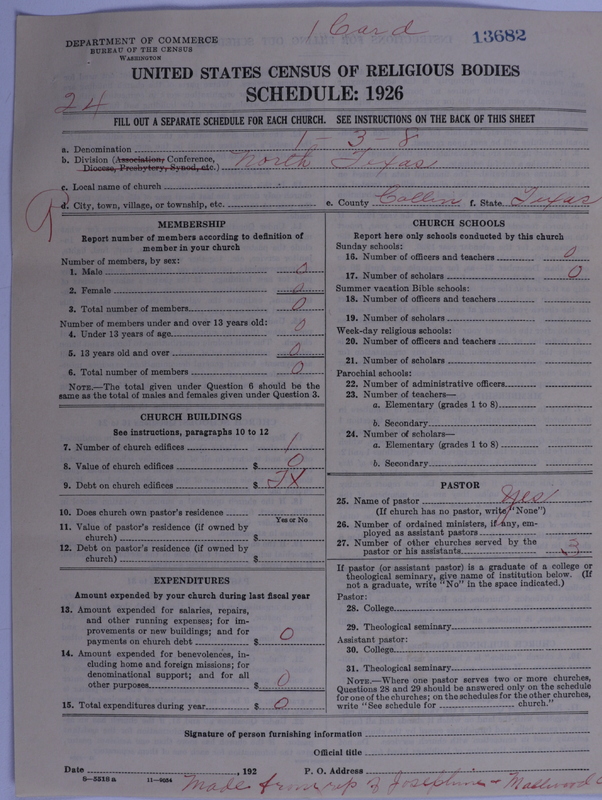 1 Card
13682
DEPARTMENT OF COMMERCE
BUREAU OF THE CENSUS
WASHINGTON
UNITED STATES CENSUS OF RELIGIOUS BODIES
SCHEDULE: 1926
24
FILL OUT A SEPARATE SCHEDULE FOR EACH CHURCH. SEE INSTRUCTIONS ON THE BACK OF THIS SHEET
a. Denomination 1-3-8
b. Division (Association, Conference, Diocese, Presbytery, Synod, etc.) North Texas
c. Local name of church
d. City, town, village, or township, etc. e. County Collin f. State Texas
MEMBERSHIP
Report number of members according to definition of
member in your church
Number of members, by sex:
1. Male 0
2. Female 0
3. Total number of members 0
Number of members under and over 13 years old:
4. Under 13 years of age 0
5. 13 years old and over 0
6. Total number of members 0
NOTE.—The total given under Question 6 should be the
same as the total of males and females given under Question 3.
CHURCH BUILDINGS
See instructions, paragraphs 10 to 12
7. Number of church edifices 1
8. Value of church edifices $ 0
9. Debt on church edifices $ JX
10. Does church own pastor's residence
Yes or No
11. Value of pastor's residence (if owned by
church) $
12. Debt on pastor's residence (if owned by
church) $
EXPENDITURES
Amount expended by your church during last fiscal year
13. Amount expended for salaries, repairs,
and other running expenses; for im-
provements or new buildings; and for
payments on church debt $ 0
14. Amount expended for benevolences, in-
cluding home and foreign missions; for
denominational support; and for all
other purposes $ 0
15. Total expenditures during year $ 0
CHURCH SCHOOLS
Report here only schools conducted by this church
Sunday schools:
16. Number of officers and teachers 0
17. Number of scholars 0
Summer vacation Bible schools:
18. Number of officers and teachers
19. Number of scholars
Week-day religious schools:
20. Number of officers and teachers
21. Number of scholars
Parochial schools:
22. Number of administrative officers
23. Number of teachers—
a. Elementary (grades 1 to 8)
b. Secondary
24. Number of scholars—
a. Elementary (grades 1 to 8)
b. Secondary
PASTOR
25. Name of pastor Yes
(If church has no pastor, write "None")
26. Number of ordained ministers, if any, em-
ployed as assistant pastors
27. Number of other churches served by the
pastor or his assistants 3
If pastor (or assistant pastor) is a graduate of a college or
theological seminary, give name of institution below. (If
not a graduate, write "No" in the space indicated.)
Pastor:
28. College
29. Theological seminary
Assistant pastor:
30. College
31. Theological seminary
NOTE.—Where one pastor serves two or more churches,
Questions 28 and 29 should be answered only on the schedule
for one of the churches; on the schedules for the other churches,
write "See schedule for church."
Signature of person furnishing information
Official title
Date , 192 P. O. Address
8-5518 a 11-9034
Made from rep of Josephine